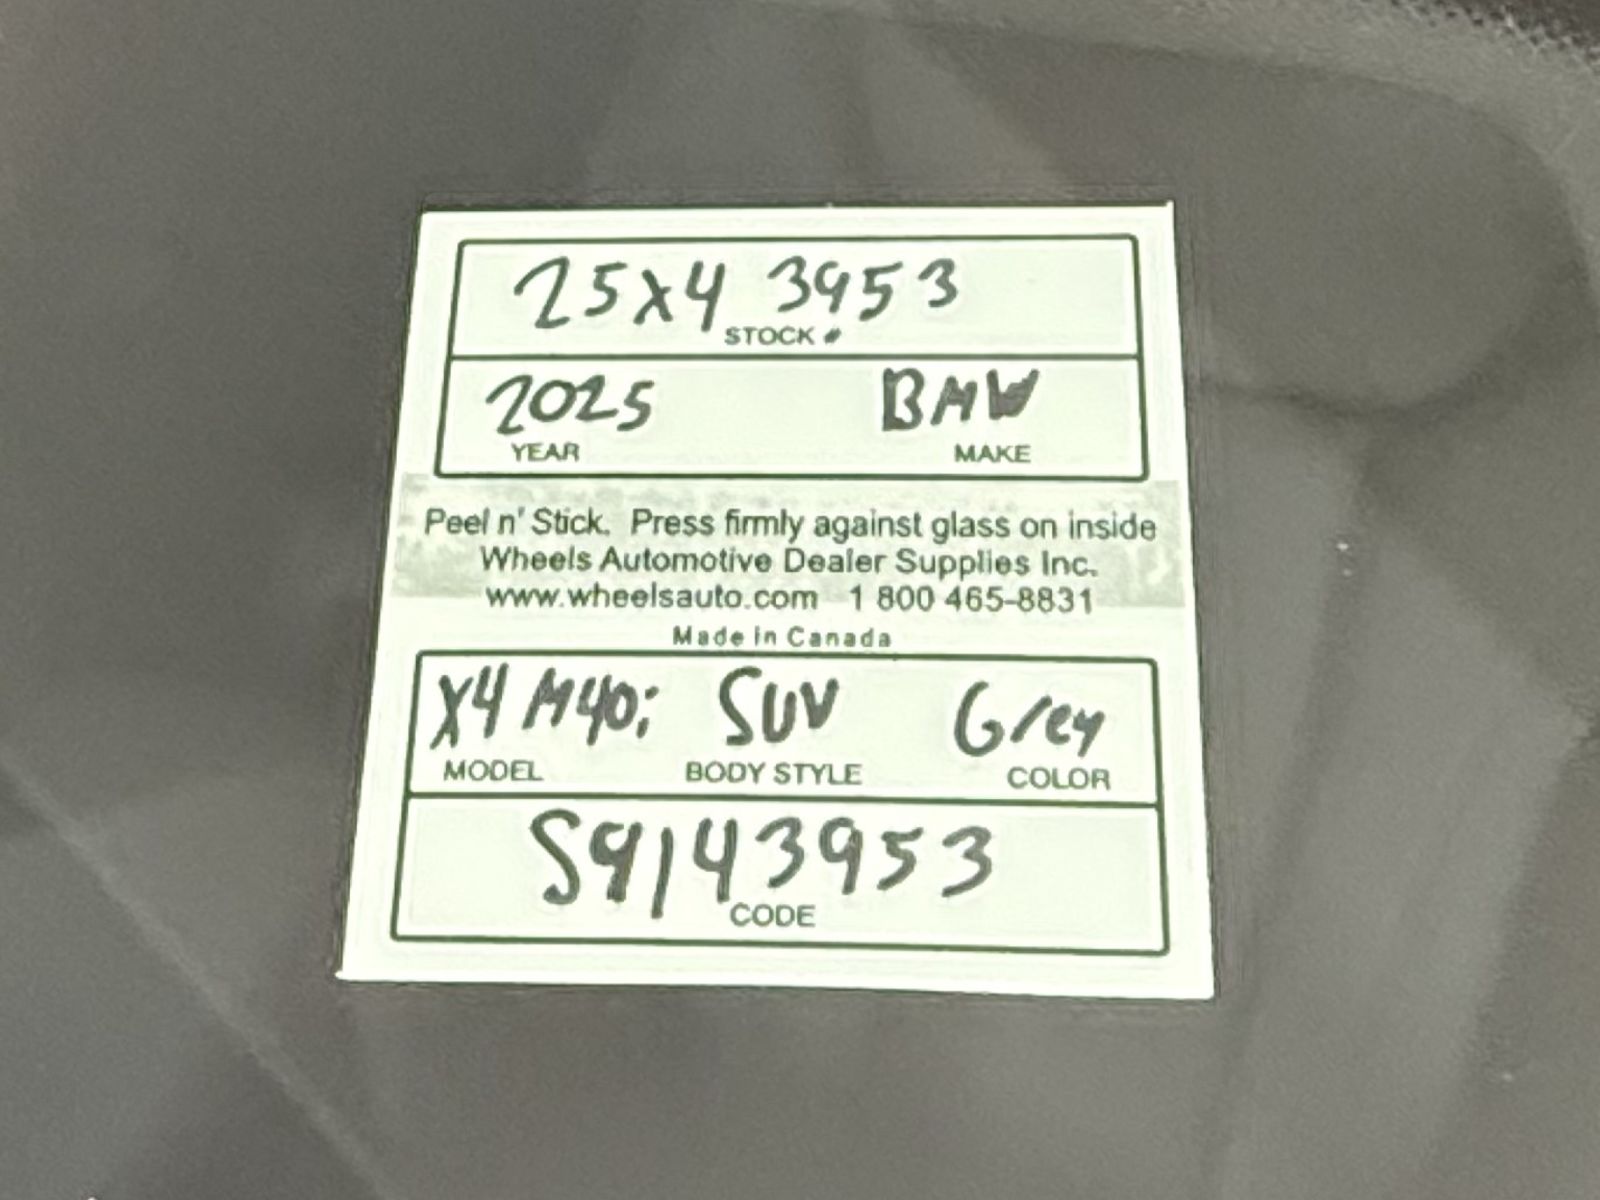 25X4 3953
STOCK #
2025 BMW
YEAR MAKE
Peel n' Stick. Press firmly against glass on inside
Wheels Automotive Dealer Supplies Inc.
www.wheelsauto.com 1 800 465-8831
Made in Canada
X4 M40i SUV Grey
MODEL BODY STYLE COLOR
S9143953
CODE